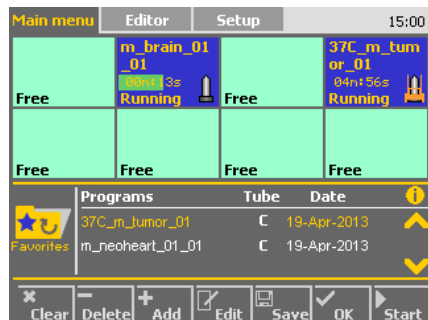 Main menu Editor Setup 15:00
m_brain_01
_01
00m:13s
Running
37C_m_tum
or_01
04m:56s
Running
Free Free
Free Free Free Free
Programs Tube Date
37C_m_tumor_01 C 19-Apr-2013
m_neoheart_01_01 C 19-Apr-2013
Favorites
Clear Delete Add Edit Save OK Start